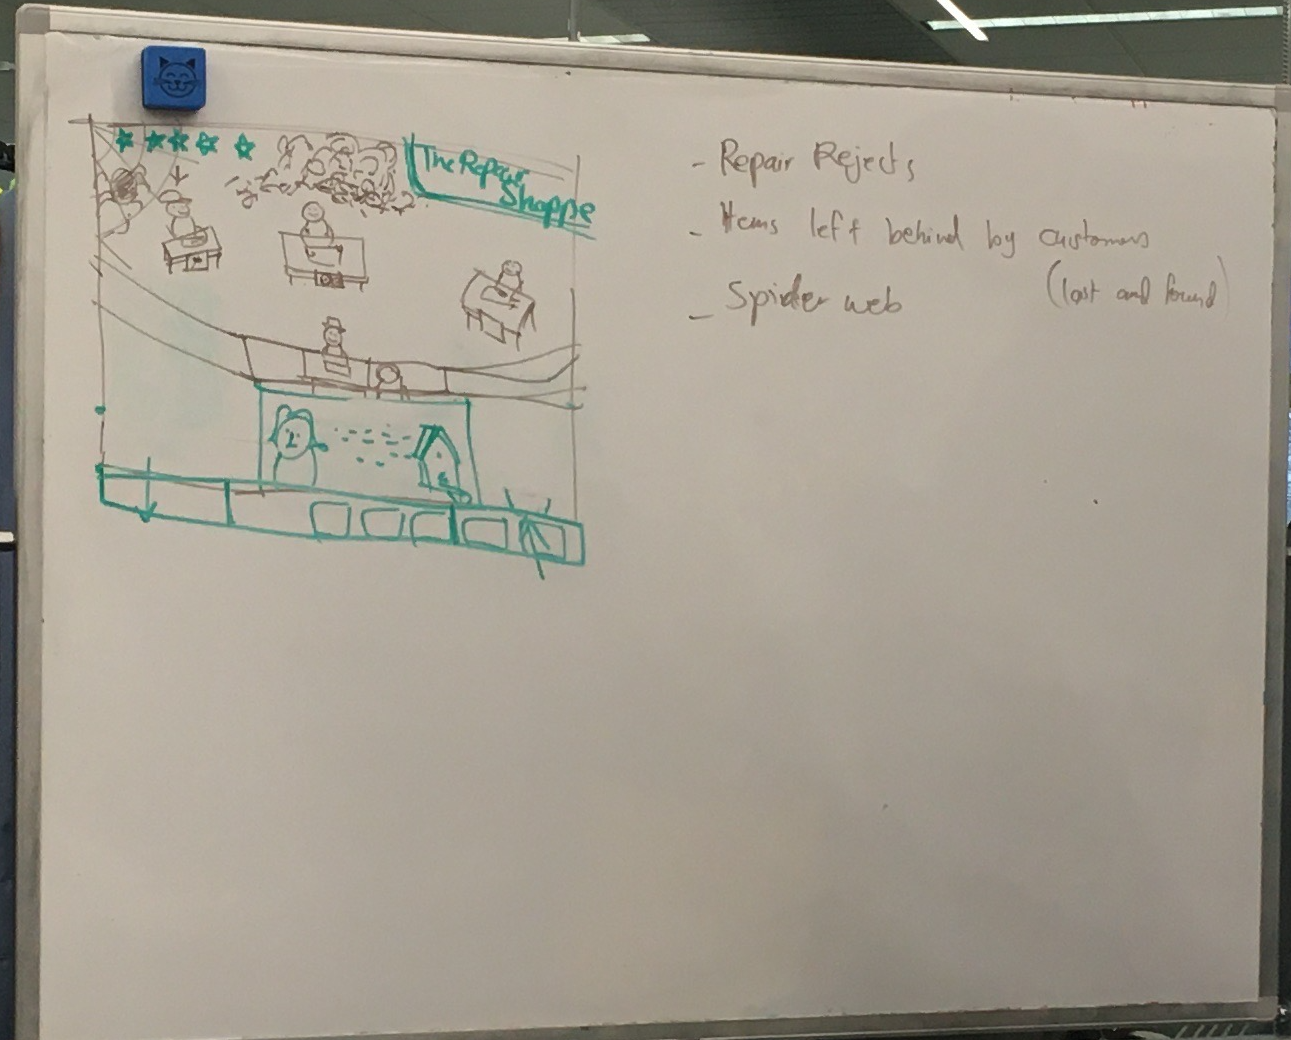 The Repair
Shoppe
- Repair Rejects
- Items left behind by customers
(lost and found)
- Spider web